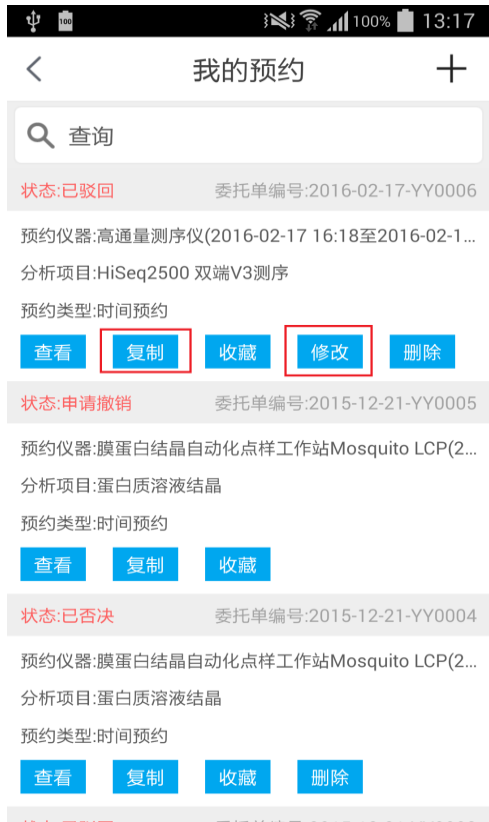 100 100% 13:17
我的预约
查询
状态:已驳回 委托单编号:2016-02-17-YY0006
预约仪器:高通量测序仪(2016-02-17 16:18至2016-02-1...
分析项目:HiSeq2500 双端V3测序
预约类型:时间预约
查看 复制 收藏 修改 删除
状态:申请撤销 委托单编号:2015-12-21-YY0005
预约仪器:膜蛋白结晶自动化点样工作站Mosquito LCP(2...
分析项目:蛋白质溶液结晶
预约类型:时间预约
查看 复制 收藏
状态:已否决 委托单编号:2015-12-21-YY0004
预约仪器:膜蛋白结晶自动化点样工作站Mosquito LCP(2...
分析项目:蛋白质溶液结晶
预约类型:时间预约
查看 复制 收藏 删除